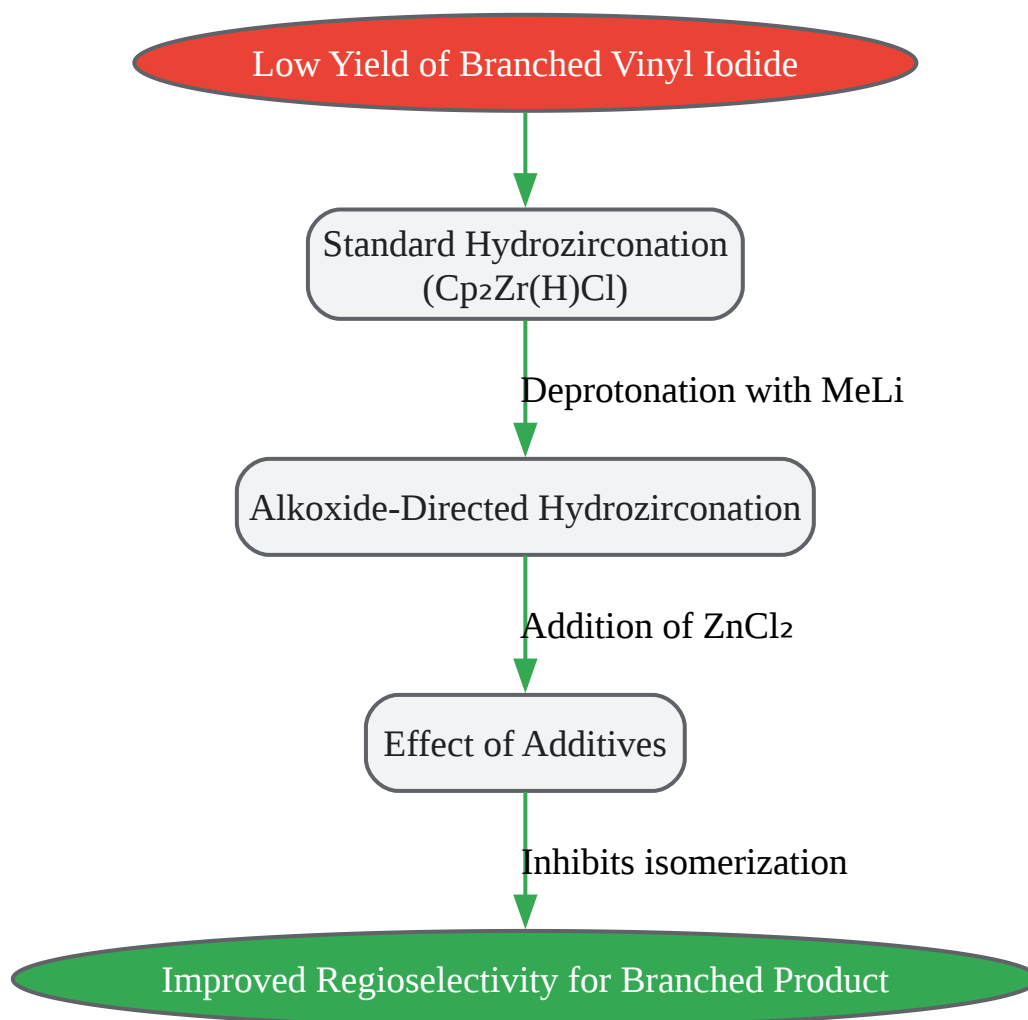 Low Yield of Branched Vinyl Iodide
Standard Hydrozirconation
(Cp₂Zr(H)Cl)
Deprotonation with MeLi
Alkoxide-Directed Hydrozirconation
Addition of ZnCl₂
Effect of Additives
Inhibits isomerization
Improved Regioselectivity for Branched Product